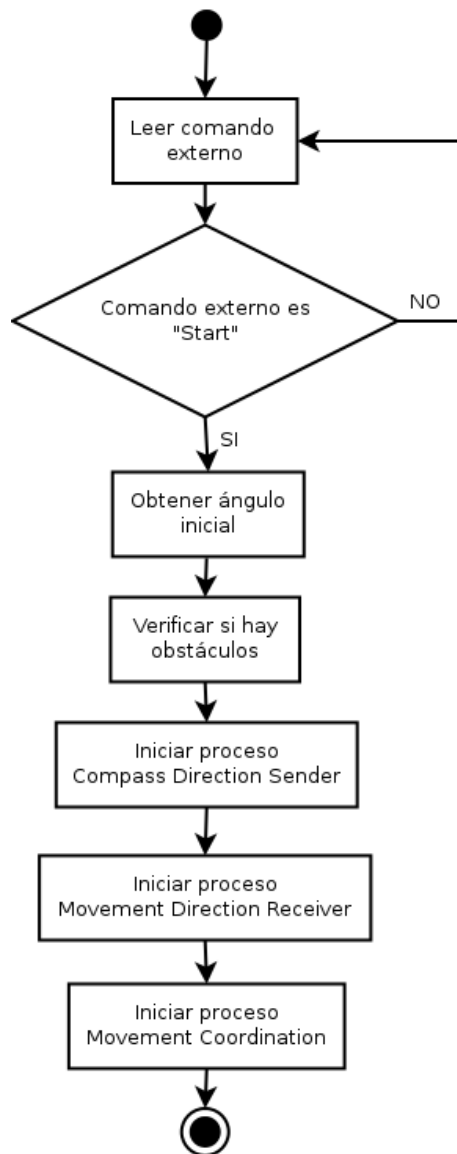 Leer comando
externo
Comando externo es
"Start"
NO
SI
Obtener ángulo
inicial
Verificar si hay
obstáculos
Iniciar proceso
Compass Direction Sender
Iniciar proceso
Movement Direction Receiver
Iniciar proceso
Movement Coordination